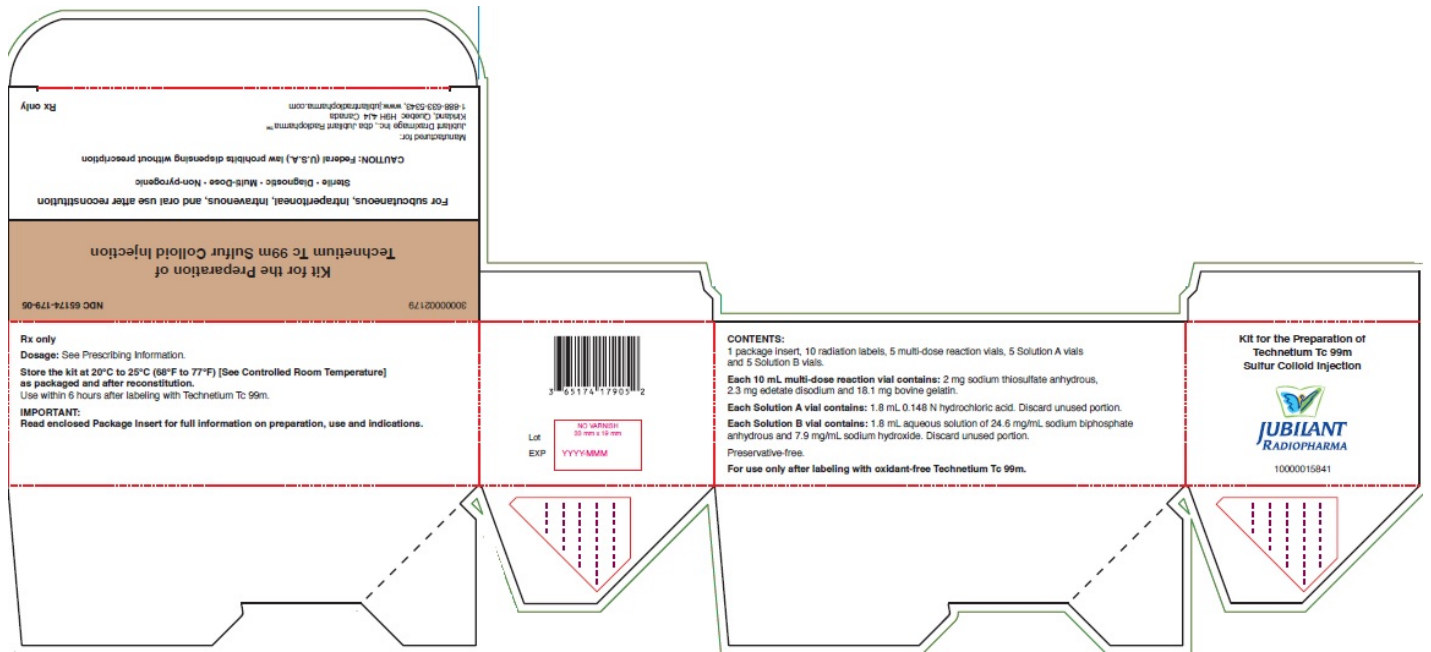 30000002179
NDC 65174-179-05
Kit for the Preparation of
Technetium Tc 99m Sulfur Colloid Injection
For subcutaneous, intraperitoneal, intravenous, and oral use after reconstitution
Sterile • Diagnostic • Multi-Dose • Non-pyrogenic
CAUTION: Federal (U.S.A.) law prohibits dispensing without prescription
Manufactured for:
Jubilant DraxImage Inc., dba Jubilant Radiopharma™
Kirkland, Quebec H9H 4J4 Canada
1-888-633-5343, www.jubilantradiopharma.com
Rx only
Rx only
Dosage: See Prescribing Information.
Store the kit at 20°C to 25°C (68°F to 77°F) [See Controlled Room Temperature]
as packaged and after reconstitution.
Use within 6 hours after labeling with Technetium Tc 99m.
IMPORTANT:
Read enclosed Package Insert for full information on preparation, use and indications.
3 65174 17905 2
NO VARNISH
33 mm x 19 mm
Lot
EXP YYYY-MMM
CONTENTS:
1 package insert, 10 radiation labels, 5 multi-dose reaction vials, 5 Solution A vials
and 5 Solution B vials.
Each 10 mL multi-dose reaction vial contains: 2 mg sodium thiosulfate anhydrous,
2.3 mg edetate disodium and 18.1 mg bovine gelatin.
Each Solution A vial contains: 1.8 mL 0.148 N hydrochloric acid. Discard unused portion.
Each Solution B vial contains: 1.8 mL aqueous solution of 24.6 mg/mL sodium biphosphate
anhydrous and 7.9 mg/mL sodium hydroxide. Discard unused portion.
Preservative-free.
For use only after labeling with oxidant-free Technetium Tc 99m.
Kit for the Preparation of
Technetium Tc 99m
Sulfur Colloid Injection
JUBILANT
RADIOPHARMA
10000015841